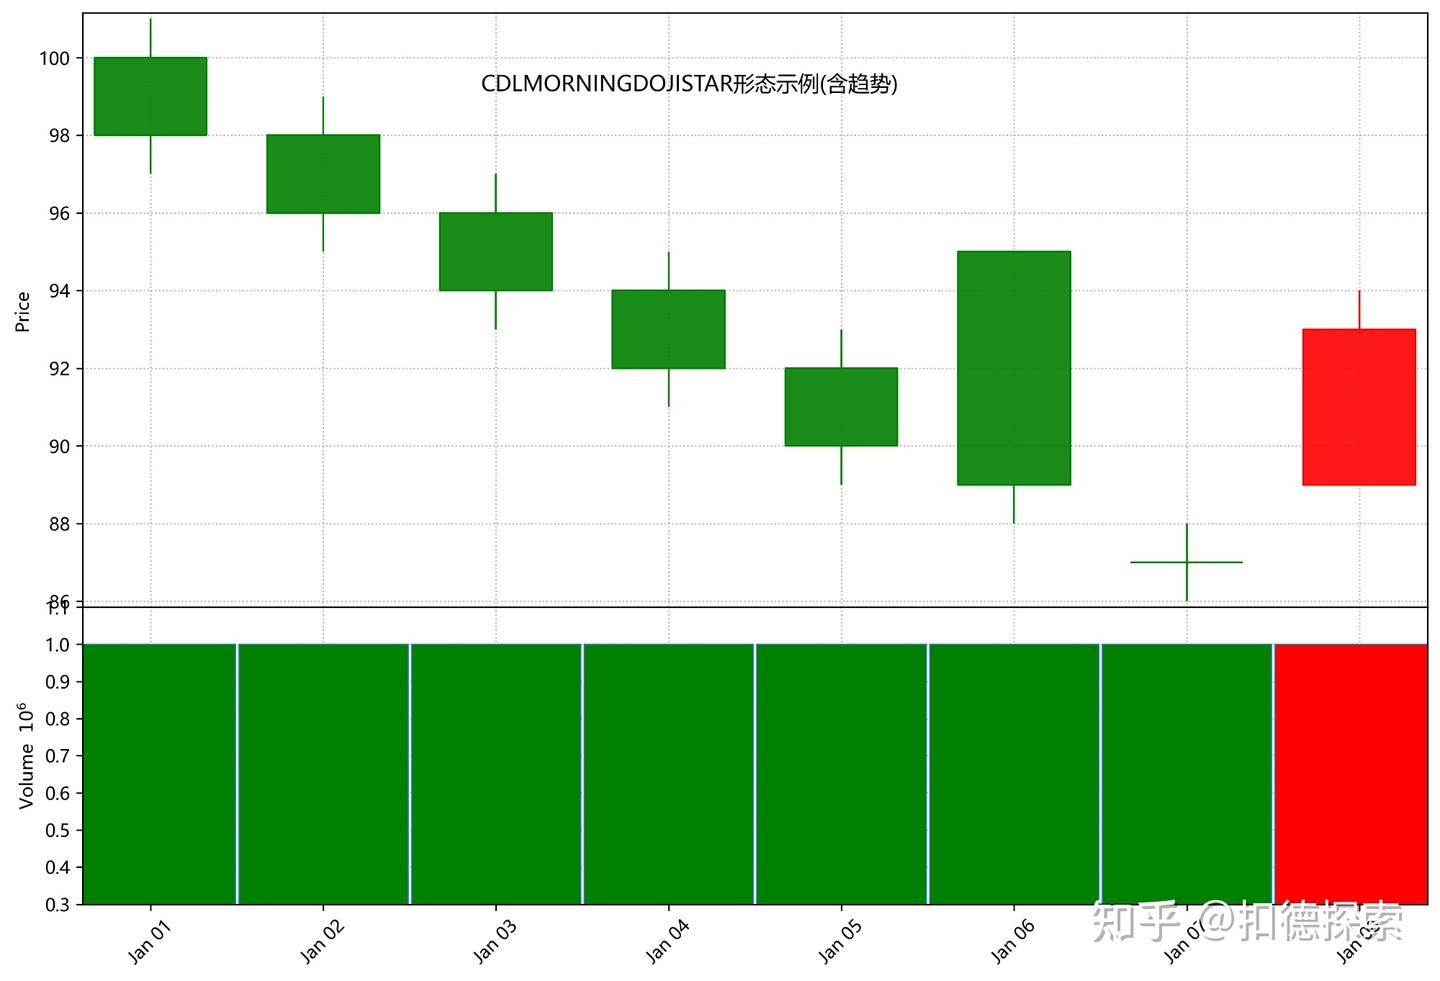 CDLMORNINGDOJISTAR形态示例(含趋势)
100
98
96
94
92
90
88
86
Price
1.1
1.0
0.9
0.8
0.7
0.6
0.5
0.4
0.3
Volume 10⁶
Jan 01
Jan 02
Jan 03
Jan 04
Jan 05
Jan 06
Jan 07
Jan
知乎 @扣德探索